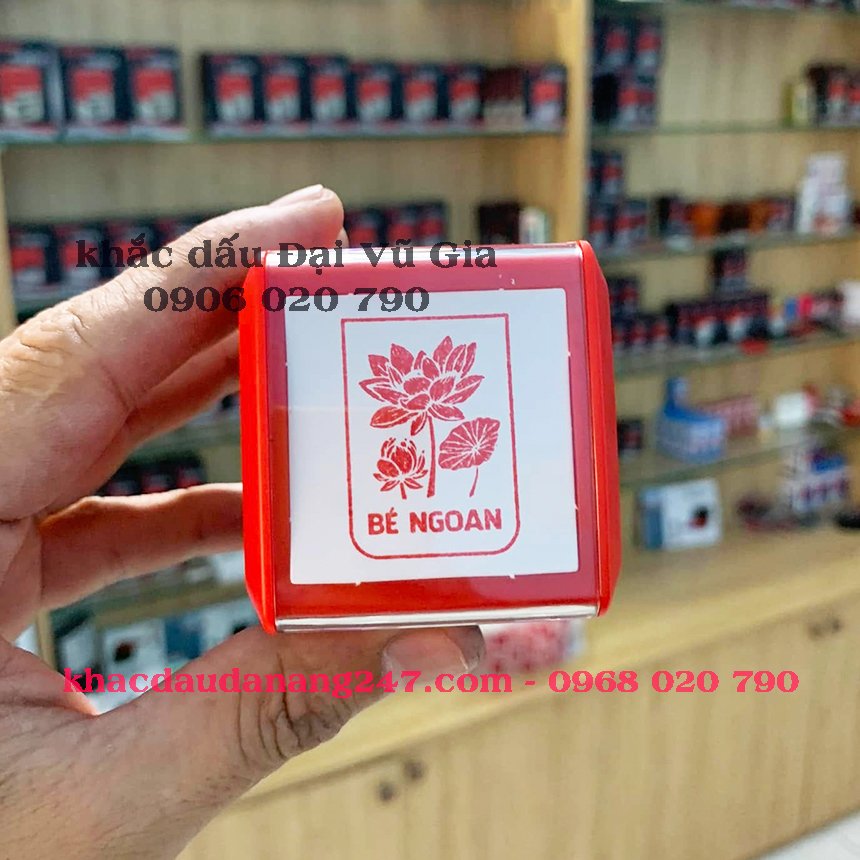 khắc dấu Đại Vũ Gia
0906 020 790
BÉ NGOAN
khacdaudanang247.com - 0968 020 790